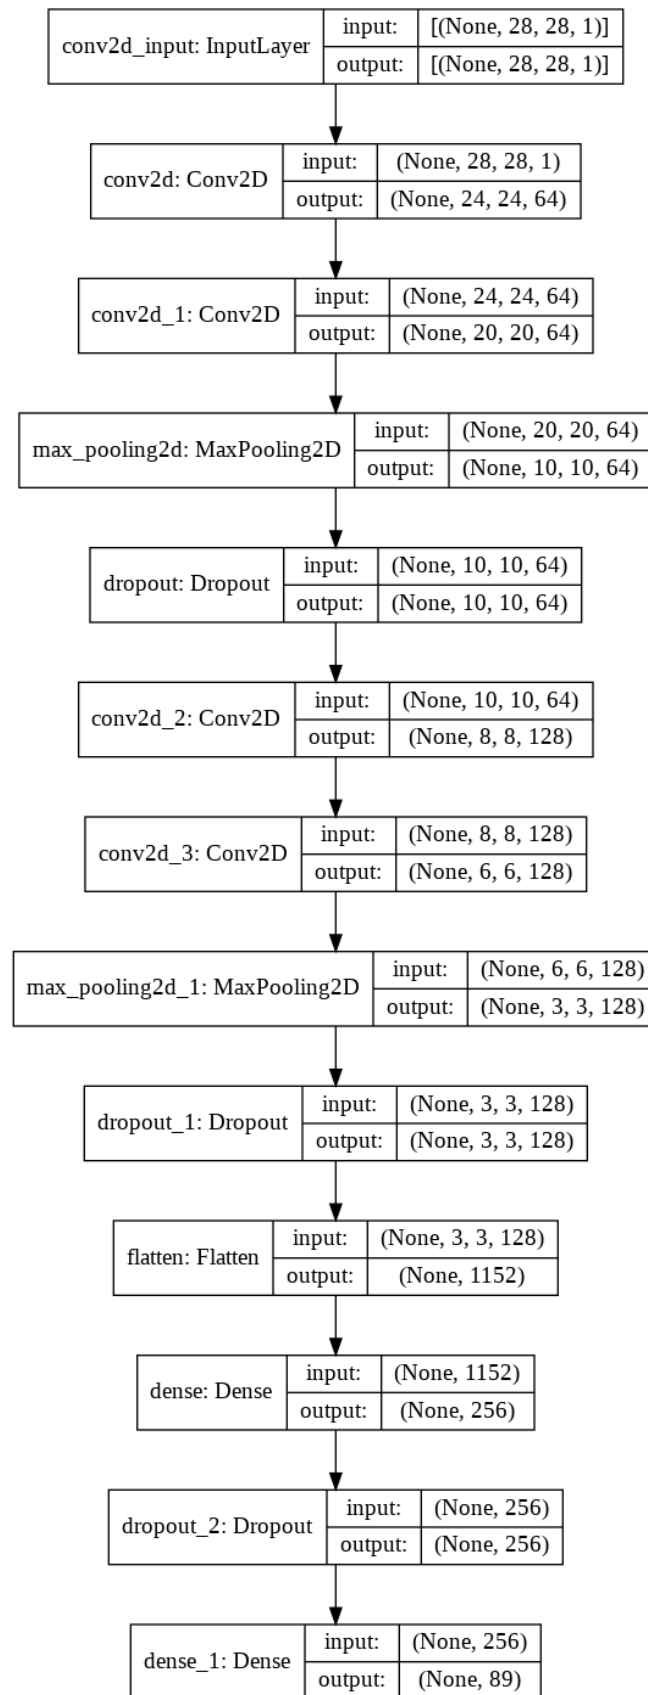 conv2d_input: InputLayer
input: [(None, 28, 28, 1)]
output: [(None, 28, 28, 1)]
conv2d: Conv2D
input: (None, 28, 28, 1)
output: (None, 24, 24, 64)
conv2d_1: Conv2D
input: (None, 24, 24, 64)
output: (None, 20, 20, 64)
max_pooling2d: MaxPooling2D
input: (None, 20, 20, 64)
output: (None, 10, 10, 64)
dropout: Dropout
input: (None, 10, 10, 64)
output: (None, 10, 10, 64)
conv2d_2: Conv2D
input: (None, 10, 10, 64)
output: (None, 8, 8, 128)
conv2d_3: Conv2D
input: (None, 8, 8, 128)
output: (None, 6, 6, 128)
max_pooling2d_1: MaxPooling2D
input: (None, 6, 6, 128)
output: (None, 3, 3, 128)
dropout_1: Dropout
input: (None, 3, 3, 128)
output: (None, 3, 3, 128)
flatten: Flatten
input: (None, 3, 3, 128)
output: (None, 1152)
dense: Dense
input: (None, 1152)
output: (None, 256)
dropout_2: Dropout
input: (None, 256)
output: (None, 256)
dense_1: Dense
input: (None, 256)
output: (None, 89)